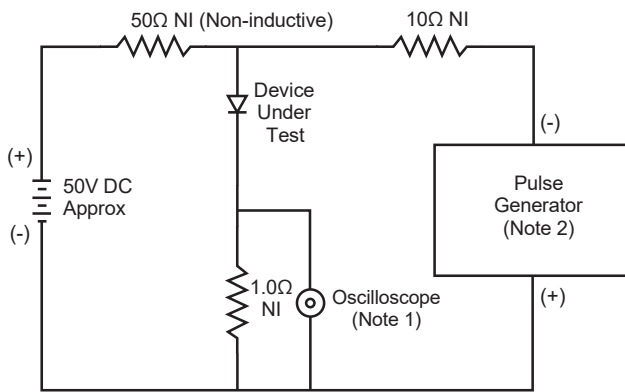 50Ω NI (Non-inductive)
10Ω NI
Device
Under
Test
(+)
50V DC
Approx
(-)
(-)
Pulse
Generator
(Note 2)
(+)
1.0Ω
NI
Oscilloscope
(Note 1)